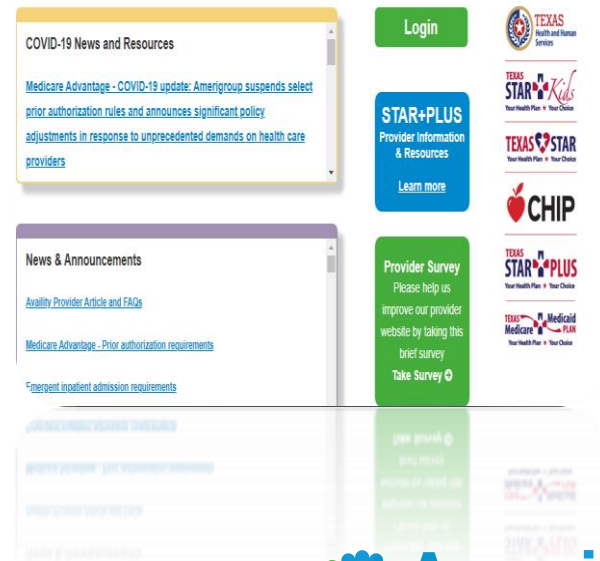 COVID-19 News and Resources
Medicare Advantage - COVID-19 update: Amerigroup suspends select
prior authorization rules and announces significant policy
adjustments in response to unprecedented demands on health care
providers
News & Announcements
Availity Provider Article and FAQs
Medicare Advantage - Prior authorization requirements
Emergent inpatient admission requirements
Login
STAR+PLUS
Provider Information
& Resources
Learn more
Provider Survey
Please help us
improve our provider
website by taking this
brief survey
Take Survey
TEXAS
Health and Human
Services
TEXAS
STAR Kids
Your Health Plan ★ Your Choice
TEXAS STAR
Your Health Plan ★ Your Choice
CHIP
TEXAS
STAR PLUS
Your Health Plan ★ Your Choice
TEXAS Medicaid
Medicare PLAN
Your Health Plan ★ Your Choice